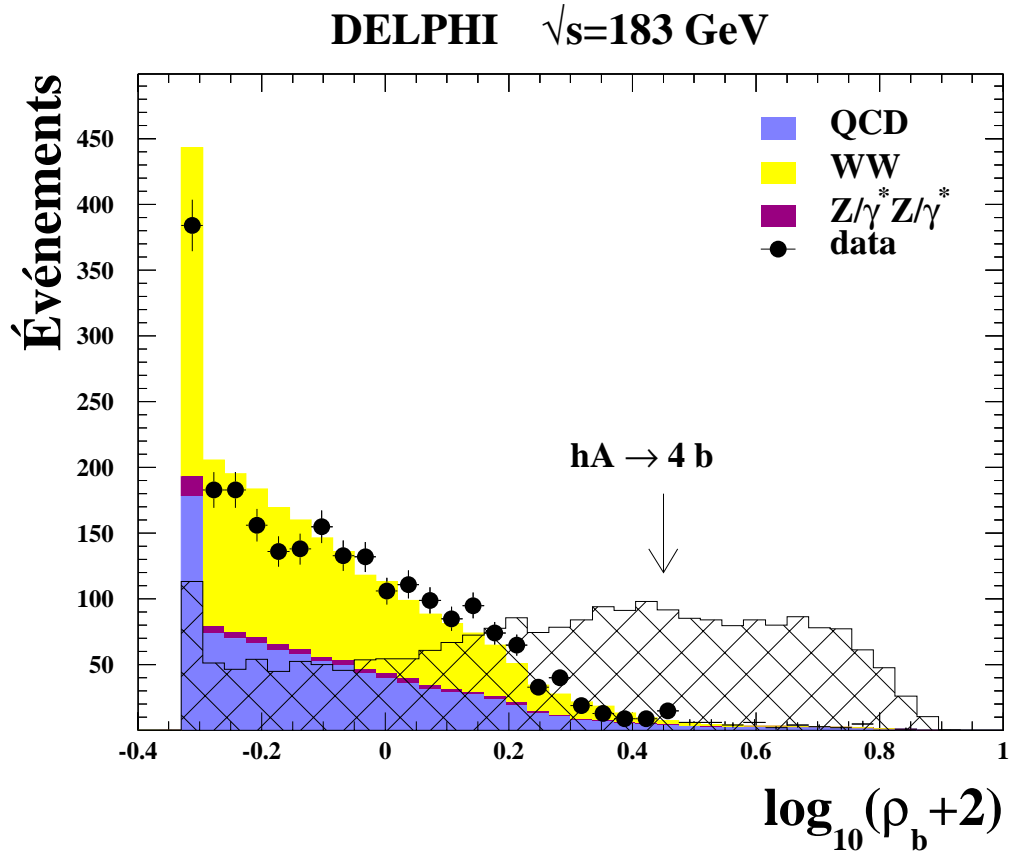 DELPHI √s=183 GeV
Événements
450
400
350
300
250
200
150
100
50
QCD
WW
Z/γ*Z/γ*
data
hA → 4 b
-0.4 -0.2 0 0.2 0.4 0.6 0.8 1
log₁₀(ρ_b+2)